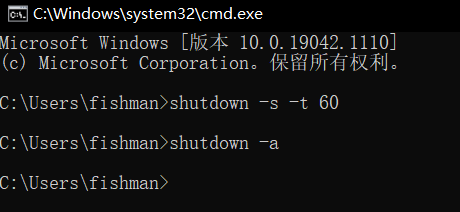 C:\Windows\system32\cmd.exe
Microsoft Windows [版本 10.0.19042.1110]
(c) Microsoft Corporation。保留所有权利。
C:\Users\fishman>shutdown -s -t 60
C:\Users\fishman>shutdown -a
C:\Users\fishman>